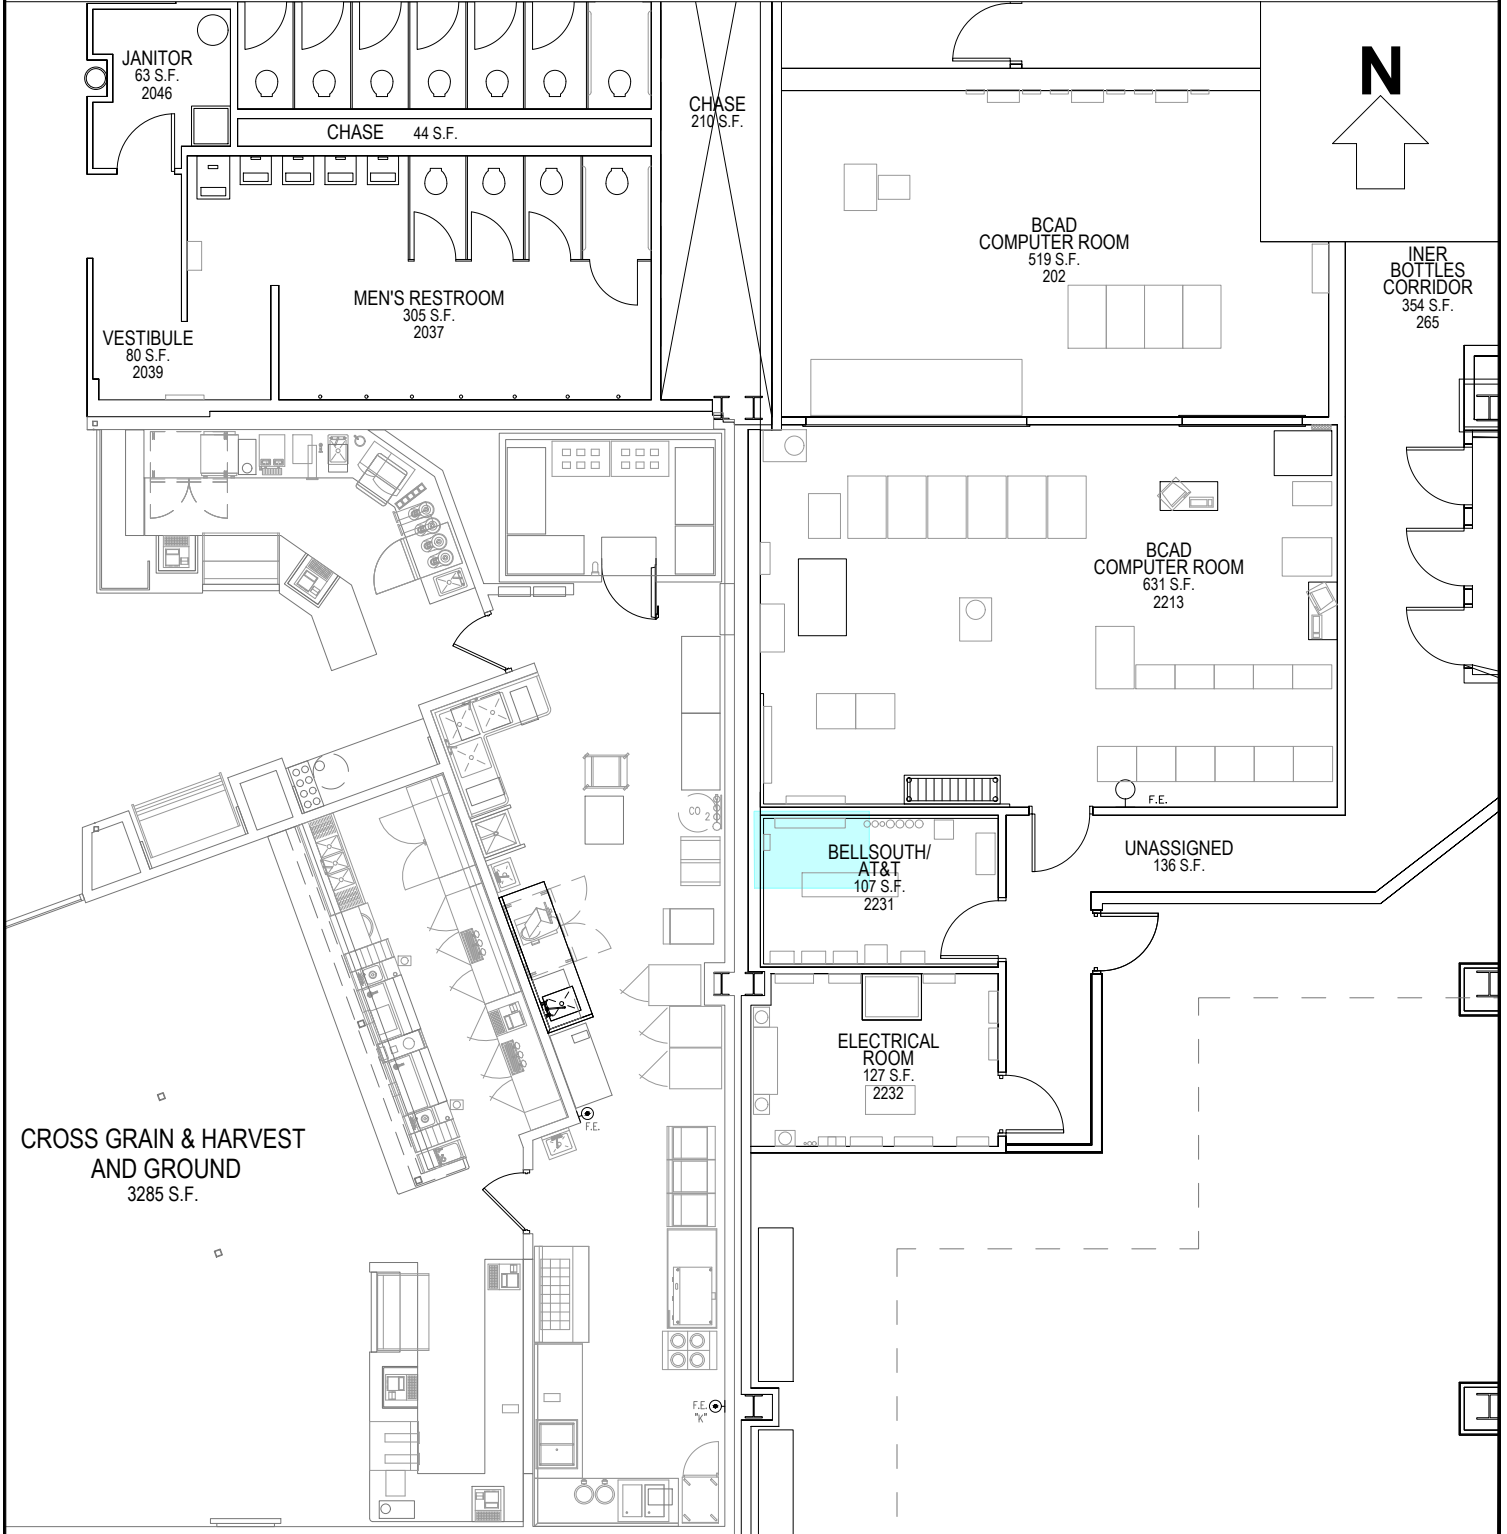 JANITOR
63 S.F.
2046
N
CHASE
210 S.F.
CHASE 44 S.F.
BCAD
COMPUTER ROOM
519 S.F.
202
INER
BOTTLES
CORRIDOR
354 S.F.
265
MEN'S RESTROOM
305 S.F.
2037
VESTIBULE
80 S.F.
2039
BCAD
COMPUTER ROOM
631 S.F.
2213
F.E.
CO 2
BELLSOUTH/
AT&T
107 S.F.
2231
UNASSIGNED
136 S.F.
ELECTRICAL
ROOM
127 S.F.
2232
F.E.
CROSS GRAIN & HARVEST
AND GROUND
3285 S.F.
F.E.
"K"